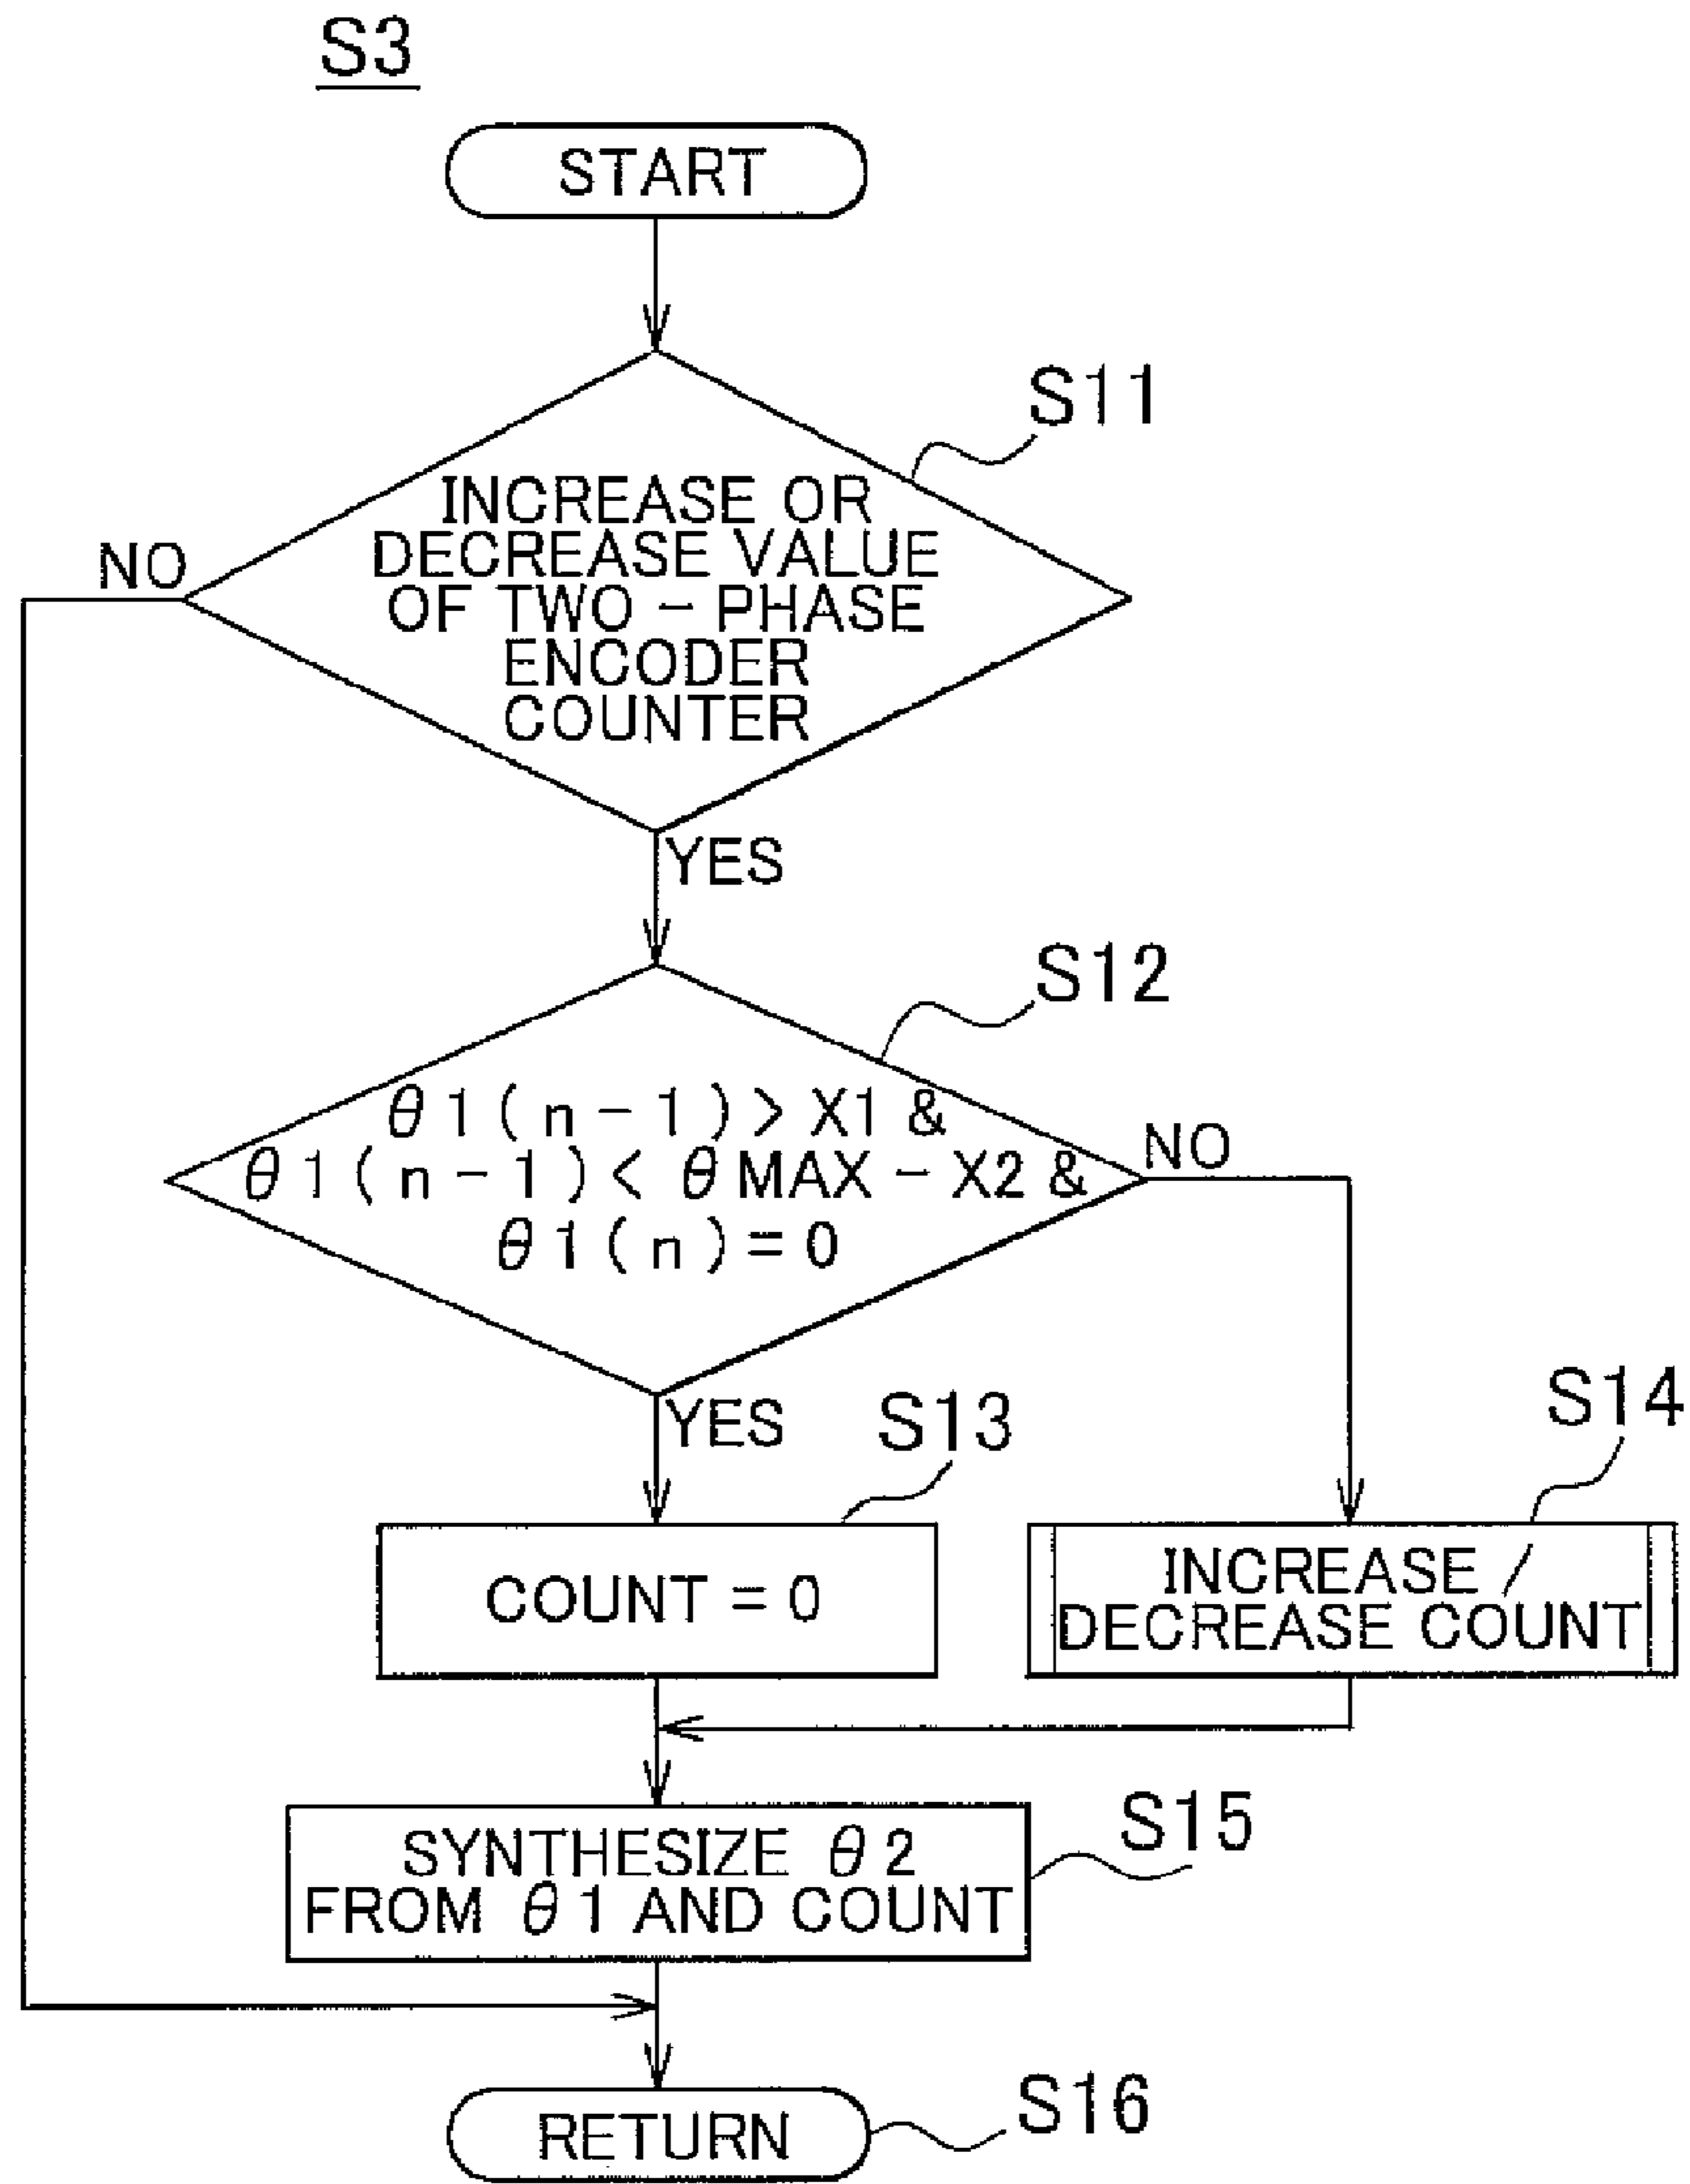 S3
START
S11
INCREASE OR
DECREASE VALUE
OF TWO-PHASE
ENCODER
COUNTER
NO
YES
S12
θ1(n-1)>X1&
θ1(n-1)<θMAX-X2&
θ1(n)=0
NO
YES
S13
S14
COUNT=0
INCREASE/
DECREASE COUNT
S15
SYNTHESIZE θ2
FROM θ1 AND COUNT
RETURN
S16